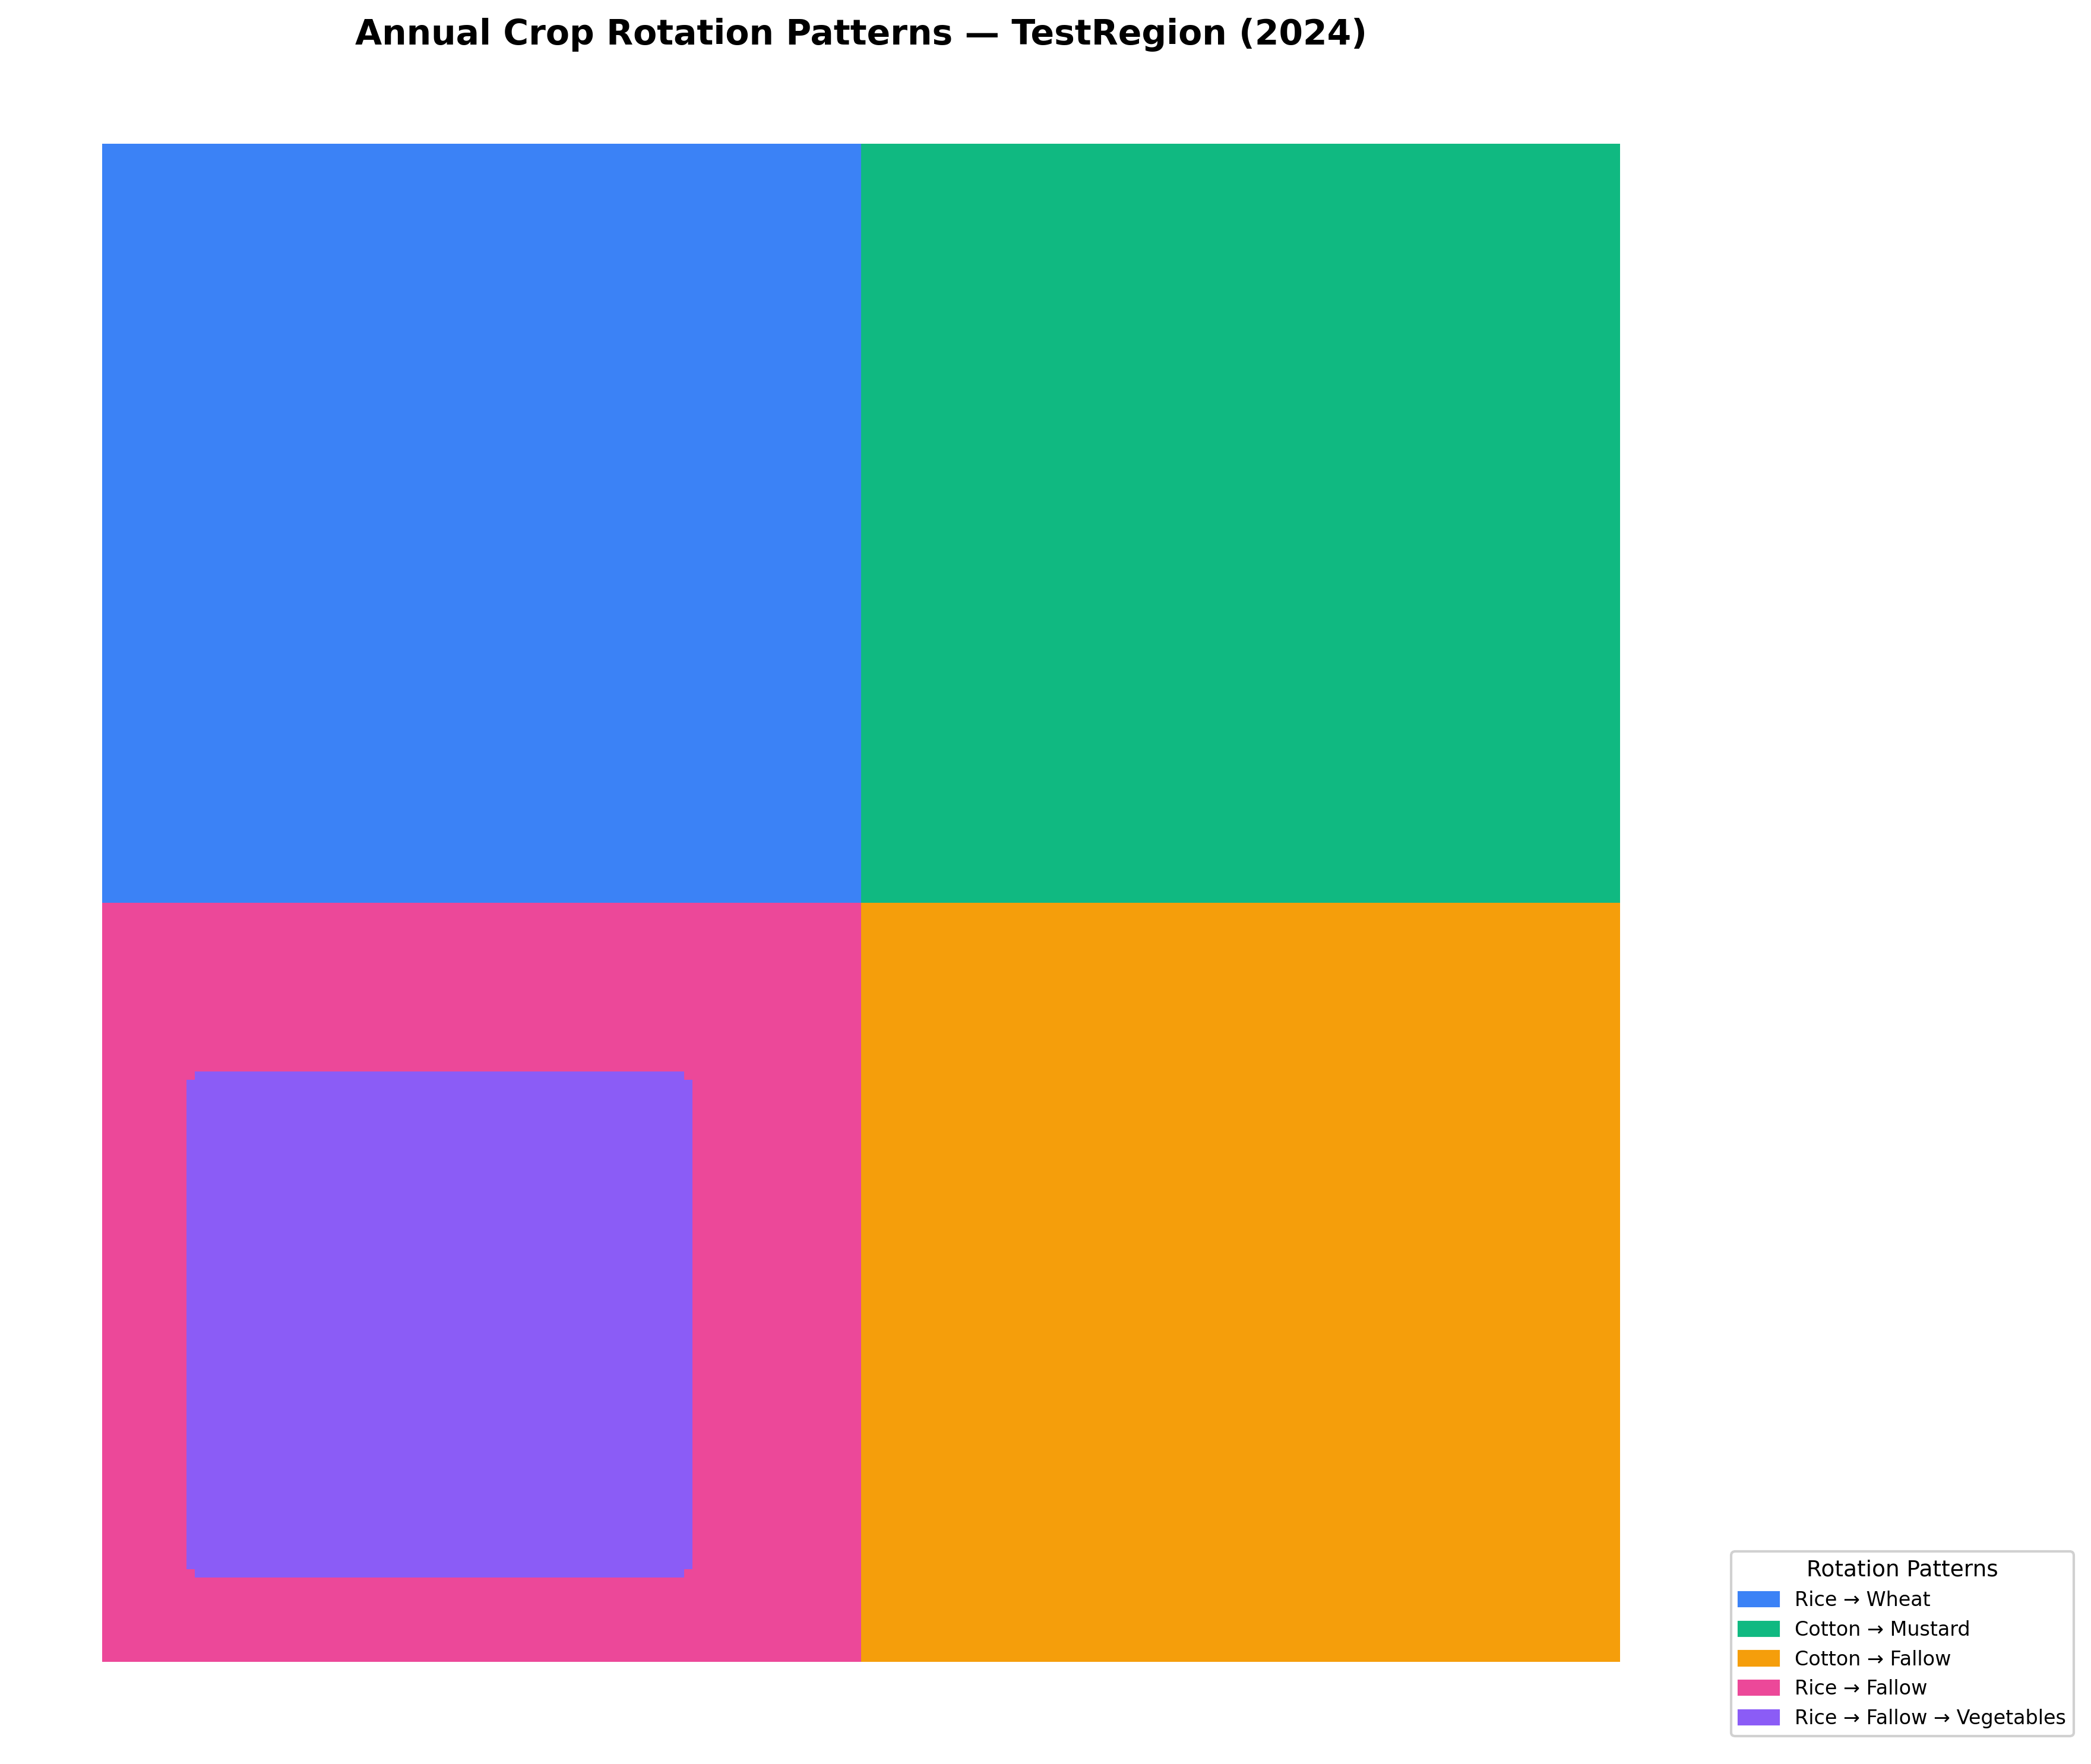 Annual Crop Rotation Patterns — TestRegion (2024)
Rotation Patterns
Rice → Wheat
Cotton → Mustard
Cotton → Fallow
Rice → Fallow
Rice → Fallow → Vegetables